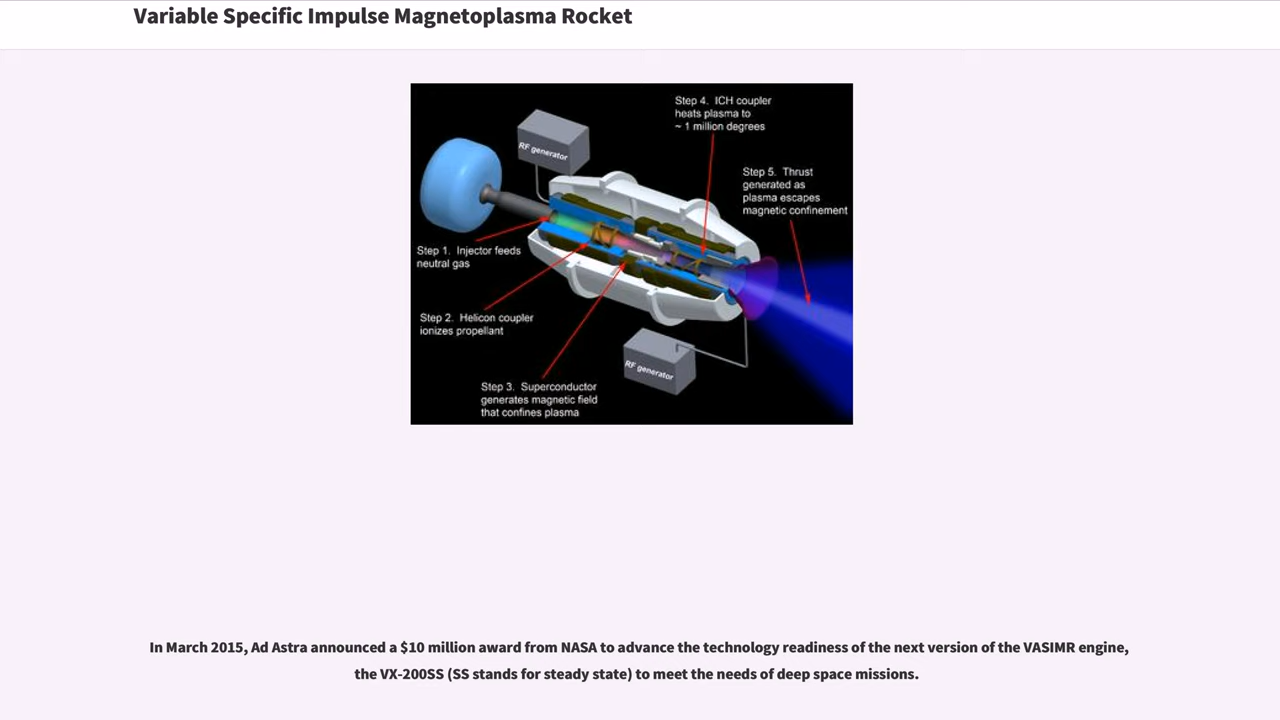 Variable Specific Impulse Magnetoplasma Rocket
Step 4. ICH coupler
heats plasma to
~ 1 million degrees
RF generator
Step 5. Thrust
generated as
plasma escapes
magnetic confinement
Step 1. Injector feeds
neutral gas
Step 2. Helicon coupler
ionizes propellant
RF generator
Step 3. Superconductor
generates magnetic field
that confines plasma
In March 2015, Ad Astra announced a $10 million award from NASA to advance the technology readiness of the next version of the VASIMR engine,
the VX-200SS (SS stands for steady state) to meet the needs of deep space missions.